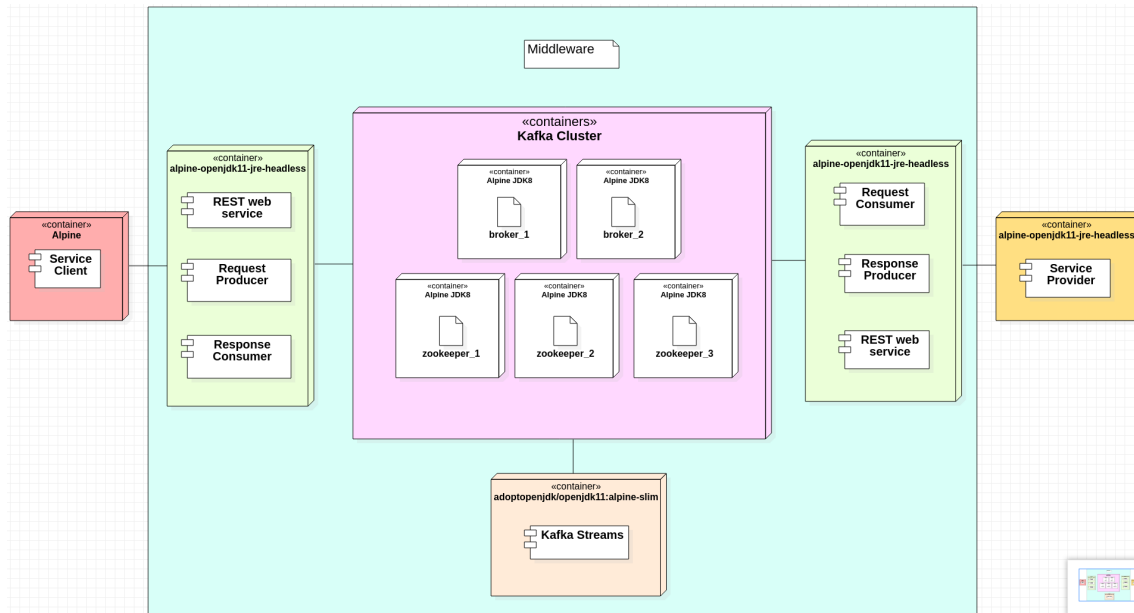 Middleware
«containers»
Kafka Cluster
«container»
Alpine JDK8
broker_1
«container»
Alpine JDK8
broker_2
«container»
Alpine JDK8
zookeeper_1
«container»
Alpine JDK8
zookeeper_2
«container»
Alpine JDK8
zookeeper_3
«container»
alpine-openjdk11-jre-headless
REST web
service
Request
Producer
Response
Consumer
«container»
Alpine
Service
Client
«container»
alpine-openjdk11-jre-headless
Request
Consumer
Response
Producer
REST web
service
«container»
alpine-openjdk11-jre-headless
Service
Provider
«container»
adoptopenjdk/openjdk11:alpine-slim
Kafka Streams